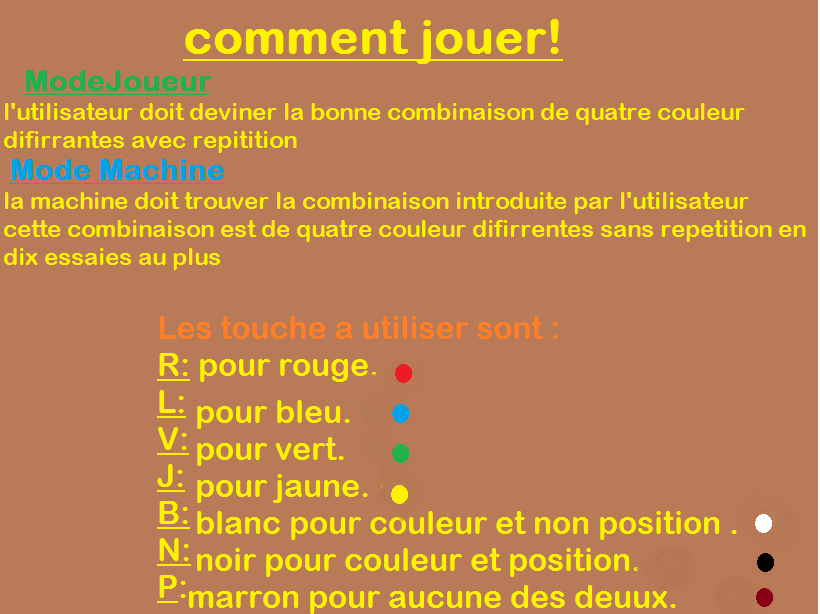 comment jouer!
ModeJoueur
l'utilisateur doit deviner la bonne combinaison de quatre couleur
difirrantes avec repitition
Mode Machine
la machine doit trouver la combinaison introduite par l'utilisateur
cette combinaison est de quatre couleur difirrentes sans repetition en
dix essaies au plus
Les touche a utiliser sont :
R: pour rouge.
L: pour bleu.
V: pour vert.
J: pour jaune.
B: blanc pour couleur et non position .
N: noir pour couleur et position.
P:marron pour aucune des deuux.